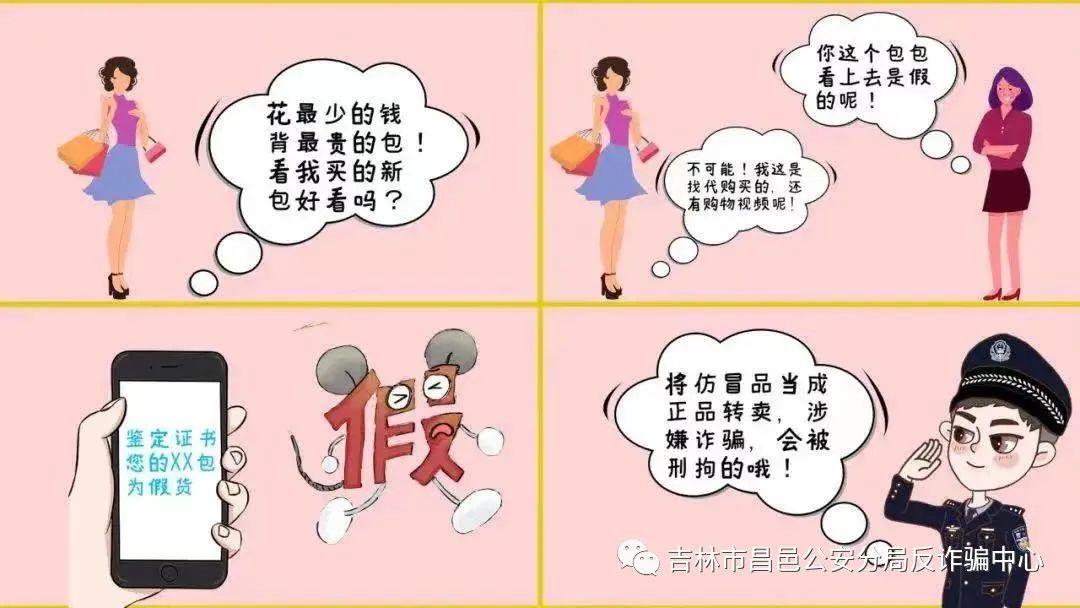 花最少的钱
背最贵的包！
看我买的新
包好看吗？
你这个包包
看上去是假
的呢！
不可能！我这是
找代购买的，还
有购物视频呢！
鉴定证书
您的XX包
为假货
假
将仿冒品当成
正品转卖，涉
嫌诈骗，会被
刑拘的哦！
吉林市昌邑公安分局反诈骗中心